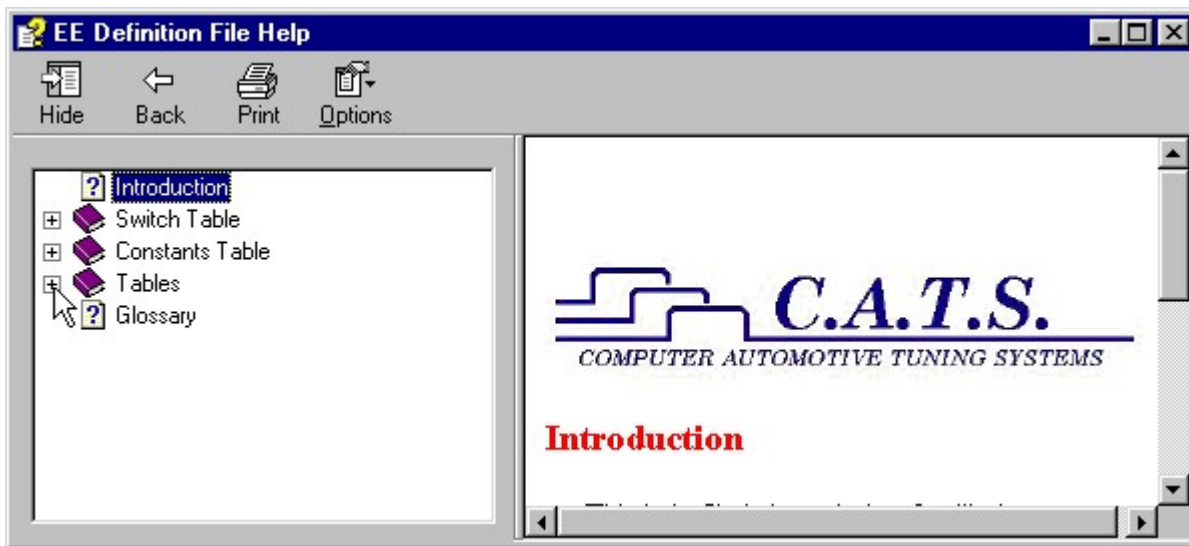 EE Definition File Help
Hide Back Print Options
Introduction
Switch Table
Constants Table
Tables
Glossary
C.A.T.S.
COMPUTER AUTOMOTIVE TUNING SYSTEMS
Introduction